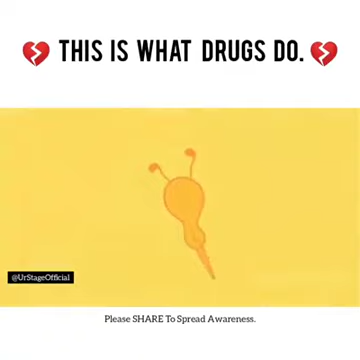 💔 THIS IS WHAT DRUGS DO. 💔
@UrStageOfficial
Please SHARE To Spread Awareness.